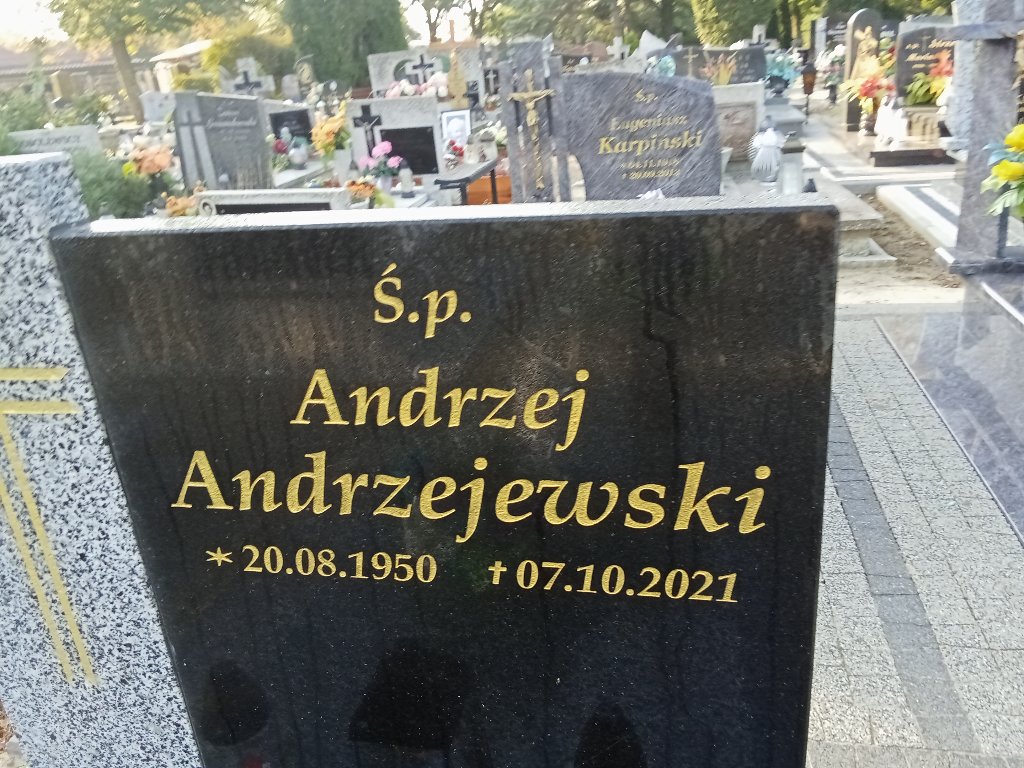 Ś.p.
Andrzej
Andrzejewski
* 20.08.1950 † 07.10.2021
Ś.p.
Eugeniusz
Karpiński